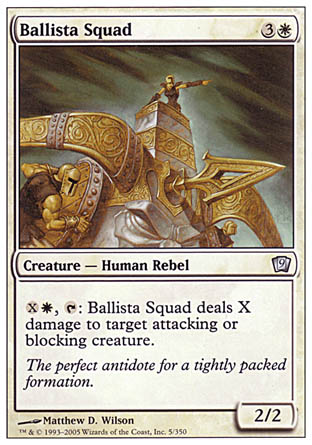 Ballista Squad 3
Creature — Human Rebel 9
X , : Ballista Squad deals X
damage to target attacking or
blocking creature.
The perfect antidote for a tightly packed
formation.
Matthew D. Wilson
™ & © 1993–2005 Wizards of the Coast, Inc. 5/350
2/2